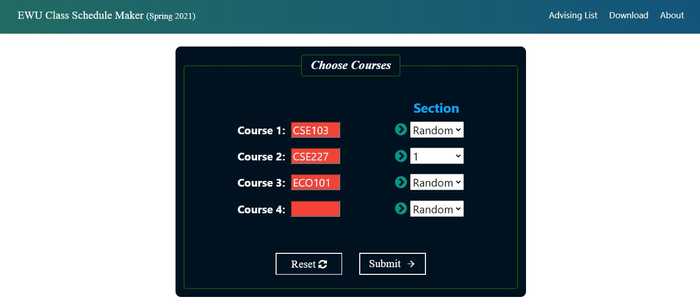 EWU Class Schedule Maker (Spring 2021) Advising List Download About
Choose Courses
Section
Course 1: CSE103 Random
Course 2: CSE227 1
Course 3: ECO101 Random
Course 4: Random
Reset Submit